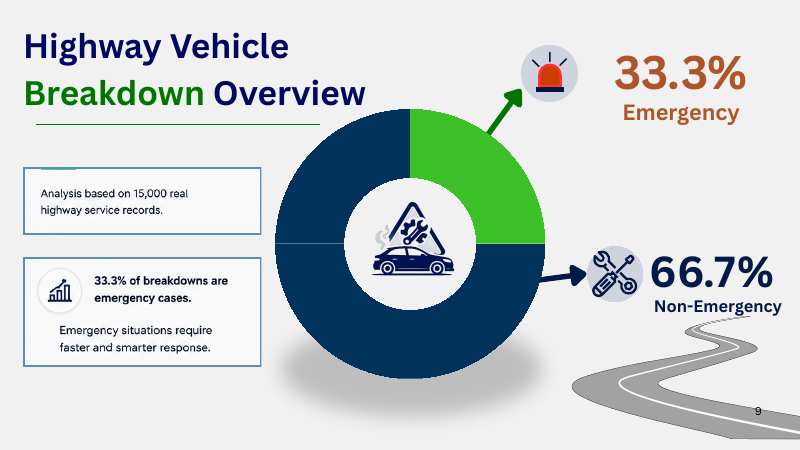 Highway Vehicle
Breakdown Overview
Analysis based on 15,000 real
highway service records.
33.3% of breakdowns are
emergency cases.
Emergency situations require
faster and smarter response.
33.3%
Emergency
66.7%
Non-Emergency
9